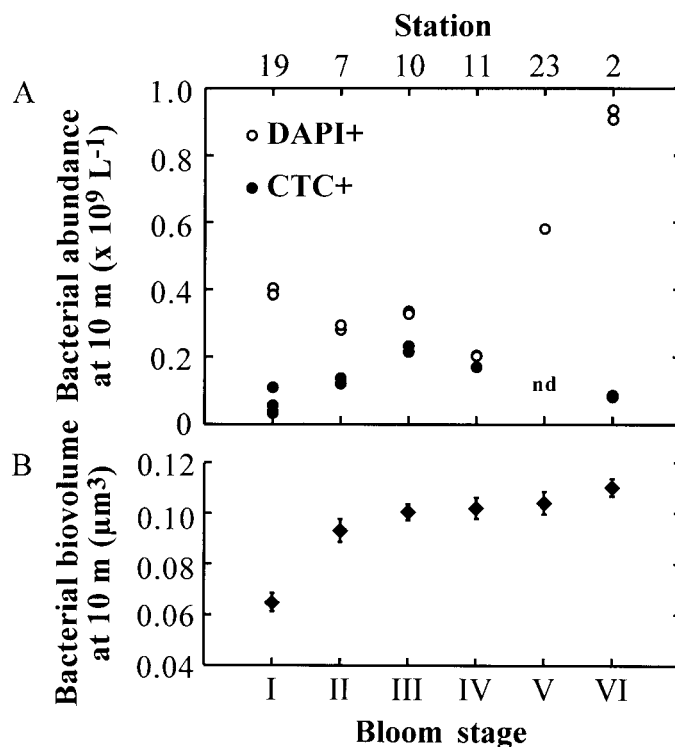 Station
19 7 10 11 23 2
A
1.0
0.8
0.6
0.4
0.2
0
Bacterial abundance
at 10 m (x 10⁹ L⁻¹)
DAPI+
CTC+
nd
B
0.12
0.10
0.08
0.06
0.04
Bacterial biovolume
at 10 m (µm³)
I II III IV V VI
Bloom stage